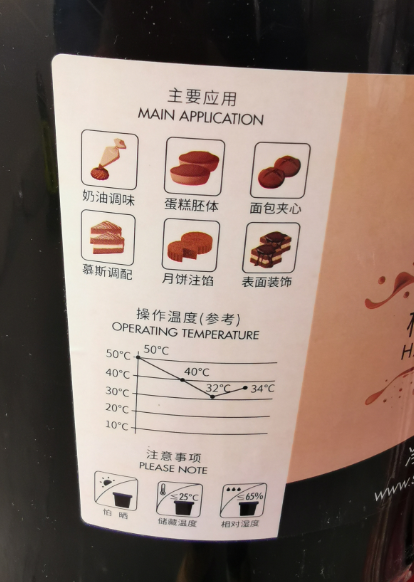 主要应用
MAIN APPLICATION
奶油调味 蛋糕胚体 面包夹心
慕斯调配 月饼注馅 表面装饰
操作温度(参考)
OPERATING TEMPERATURE
50°C 50°C
40°C 40°C
30°C 32°C 34°C
20°C
10°C
注意事项
PLEASE NOTE
≤25°C ≤65%
怕 晒 储藏温度 相对湿度
www.s